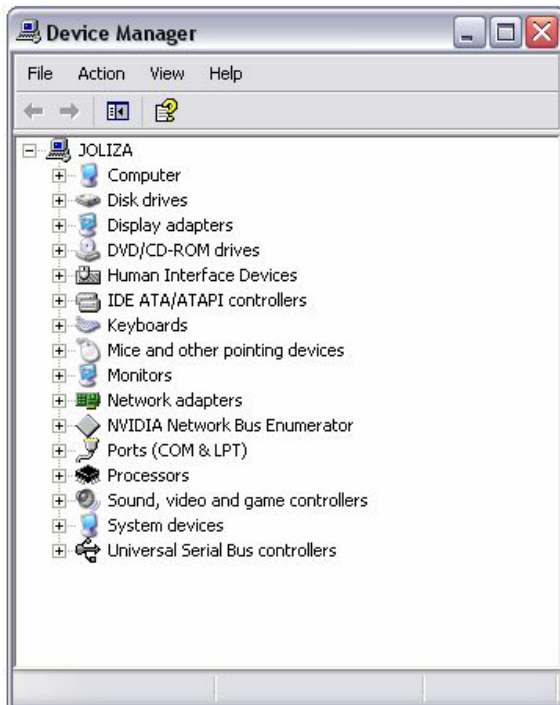 Device Manager
File Action View Help
JOLIZA
Computer
Disk drives
Display adapters
DVD/CD-ROM drives
Human Interface Devices
IDE ATA/ATAPI controllers
Keyboards
Mice and other pointing devices
Monitors
Network adapters
NVIDIA Network Bus Enumerator
Ports (COM & LPT)
Processors
Sound, video and game controllers
System devices
Universal Serial Bus controllers